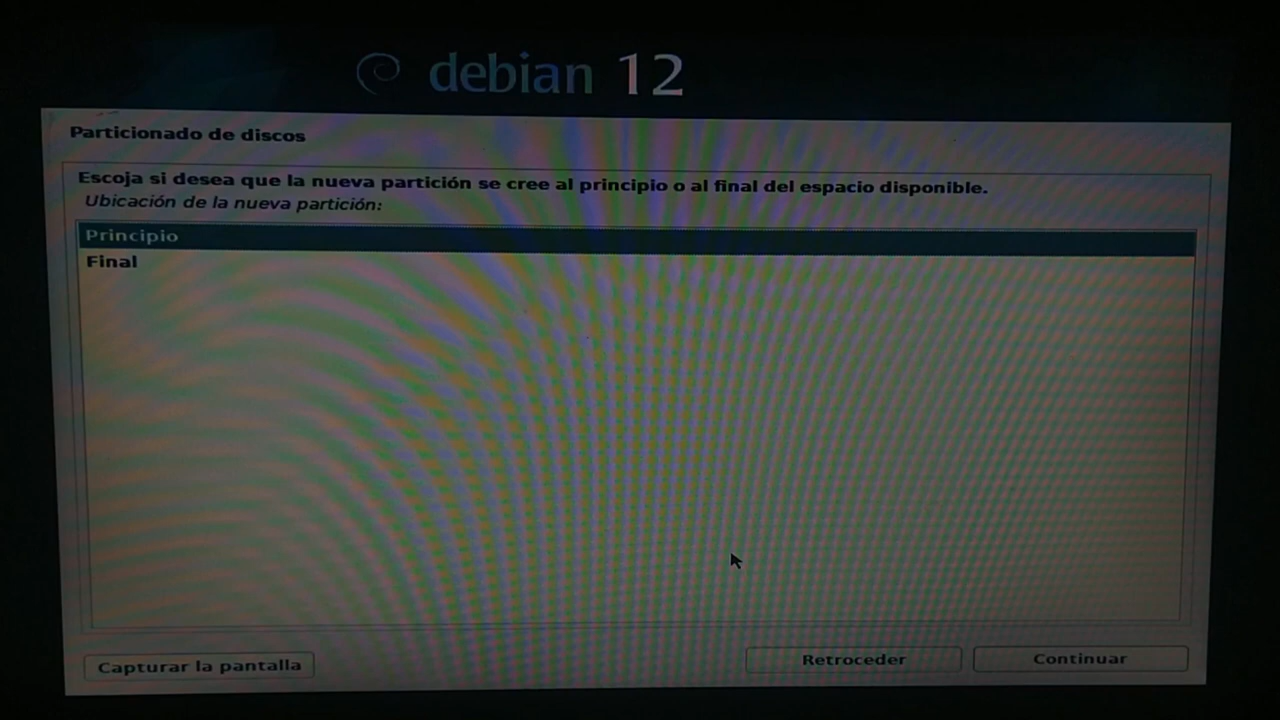 debian 12
Particionado de discos
Escoja si desea que la nueva partición se cree al principio o al final del espacio disponible.
Ubicación de la nueva partición:
Principio
Final
Capturar la pantalla
Retroceder
Continuar